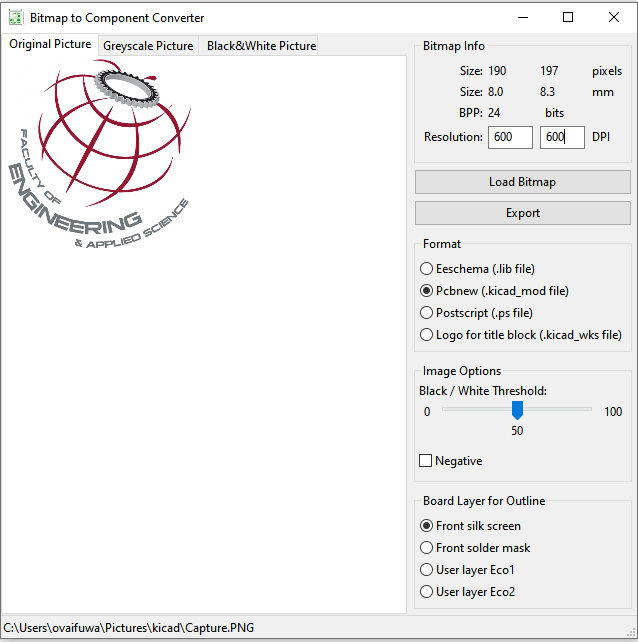 Bitmap to Component Converter
Original Picture Greyscale Picture Black&White Picture
FACULTY OF
ENGINEERING
& APPLIED SCIENCE
Bitmap Info
Size: 190 197 pixels
Size: 8.0 8.3 mm
BPP: 24 bits
Resolution: 600 600 DPI
Load Bitmap
Export
Format
Eeschema (.lib file)
Pcbnew (.kicad_mod file)
Postscript (.ps file)
Logo for title block (.kicad_wks file)
Image Options
Black / White Threshold:
0 100
50
Negative
Board Layer for Outline
Front silk screen
Front solder mask
User layer Eco1
User layer Eco2
C:\Users\ovaifuwa\Pictures\kicad\Capture.PNG